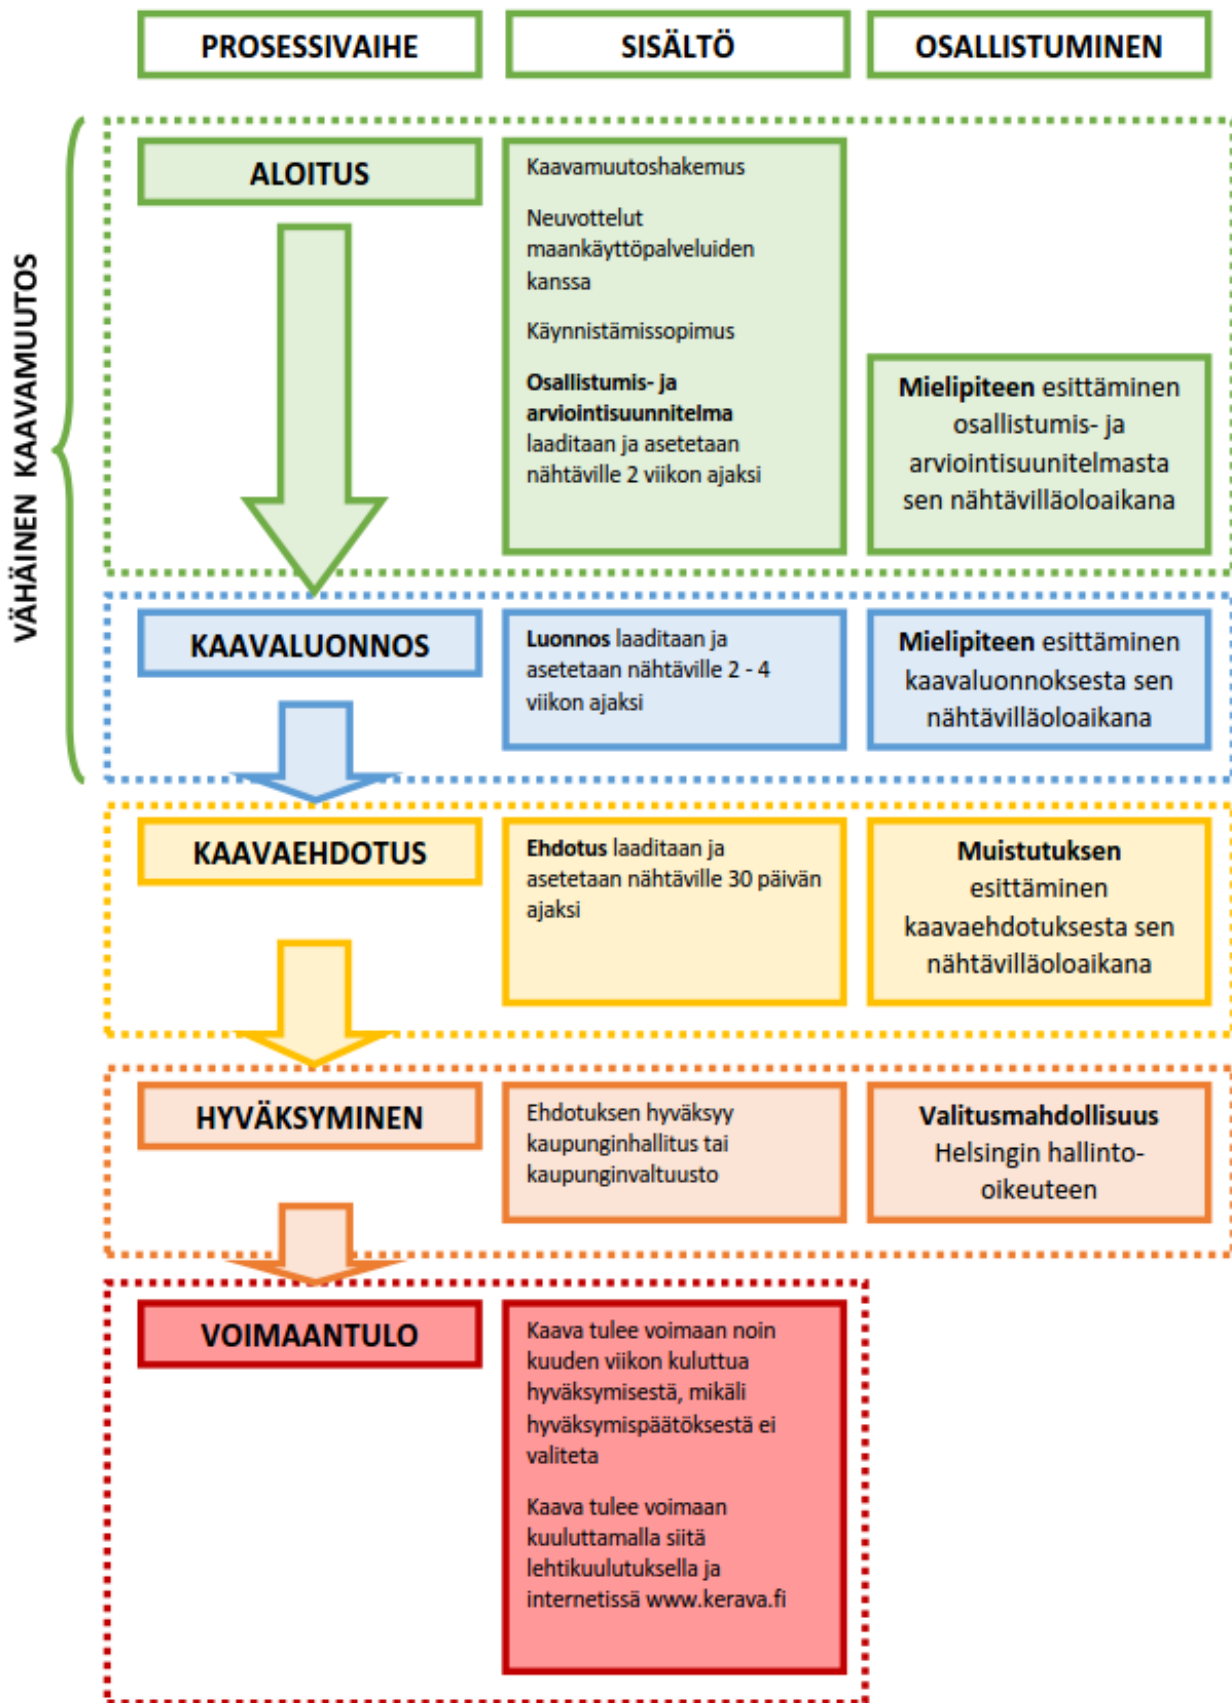 PROSESSIVAIHE
SISÄLTÖ
OSALLISTUMINEN
VÄHÄINEN KAAVAMUUTOS
ALOITUS
Kaavamuutoshakemus
Neuvottelut
maankäyttöpalveluiden
kanssa
Käynnistämissopimus
Osallistumis- ja
arviointisuunnitelma
laaditaan ja asetetaan
nähtäville 2 viikon ajaksi
Mielipiteen esittäminen
osallistumis- ja
arviointisuunitelmasta
sen nähtävilläoloaikana
KAAVALUONNOS
Luonnos laaditaan ja
asetetaan nähtäville 2 - 4
viikon ajaksi
Mielipiteen esittäminen
kaavaluonnoksesta sen
nähtävilläoloaikana
KAAVAEHDOTUS
Ehdotus laaditaan ja
asetetaan nähtäville 30 päivän
ajaksi
Muistutuksen
esittäminen
kaavaehdotuksesta sen
nähtävilläoloaikana
HYVÄKSYMINEN
Ehdotuksen hyväksyy
kaupunginhallitus tai
kaupunginvaltuusto
Valitusmahdollisuus
Helsingin hallinto-
oikeuteen
VOIMAANTULO
Kaava tulee voimaan noin
kuuden viikon kuluttua
hyväksymisestä, mikäli
hyväksymispäätöksestä ei
valiteta
Kaava tulee voimaan
kuuluttamalla siitä
lehtikuulutuksella ja
internetissä www.kerava.fi